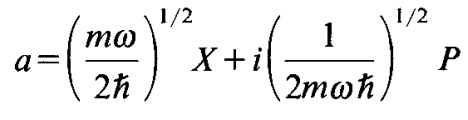 a = (mω/2ħ)^1/2 X + i (1/2mωħ)^1/2 P